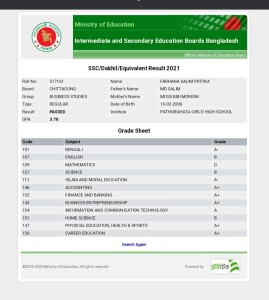 Ministry of Education
Intermediate and Secondary Education Boards Bangladesh
Official Website of Education Board
SSC/Dakhil/Equivalent Result 2021
Roll No 317193 Name FARHANA SALIM PRITINA
Board CHITTAGONG Father's Name MD SALIM
Group BUSINESS STUDIES Mother's Name MOSS BIBI MORIOM
Type REGULAR Date of Birth 16-02-2006
Result PASSED Institute PATHORGHATA GIRLS' HIGH SCHOOL
GPA 3.78
Grade Sheet
Code Subject Grade
101 BENGALI A-
107 ENGLISH B
109 MATHEMATICS D
127 SCIENCE B
111 ISLAM AND MORAL EDUCATION A-
146 ACCOUNTING A+
152 FINANCE AND BANKING A+
143 BUSINESS ENTREPRENEURSHIP A+
154 INFORMATION AND COMMUNICATION TECHNOLOGY A
151 HOME SCIENCE B
147 PHYSICAL EDUCATION, HEALTH & SPORTS A+
156 CAREER EDUCATION A+
Search Again
©2005-2020 Ministry of Education, All rights reserved. Powered by